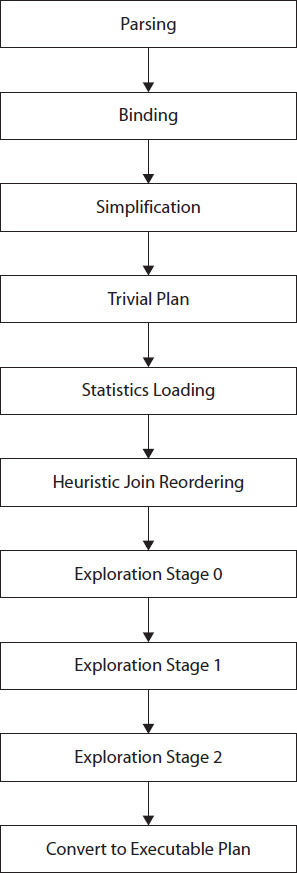 Parsing
Binding
Simplification
Trivial Plan
Statistics Loading
Heuristic Join Reordering
Exploration Stage 0
Exploration Stage 1
Exploration Stage 2
Convert to Executable Plan